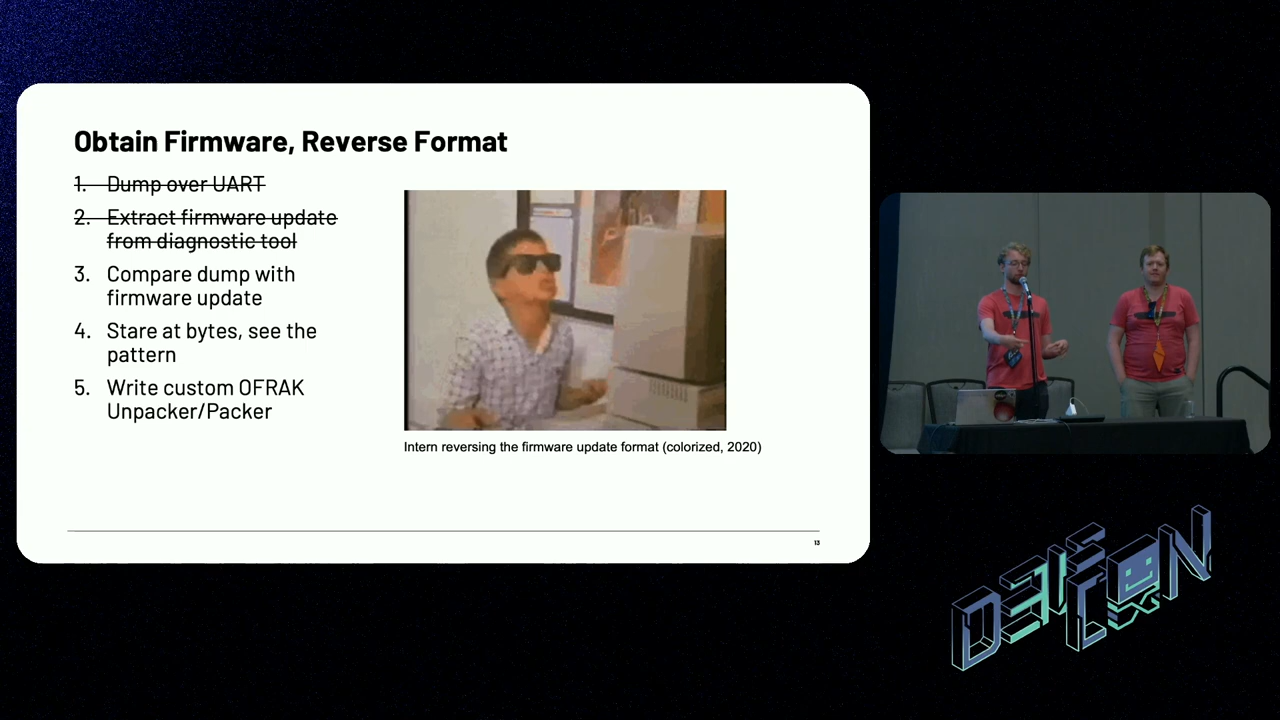 Obtain Firmware, Reverse Format
1. Dump over UART
2. Extract firmware update
from diagnostic tool
3. Compare dump with
firmware update
4. Stare at bytes, see the
pattern
5. Write custom OFRAK
Unpacker/Packer
Intern reversing the firmware update format (colorized, 2020)
13
DEF
CON